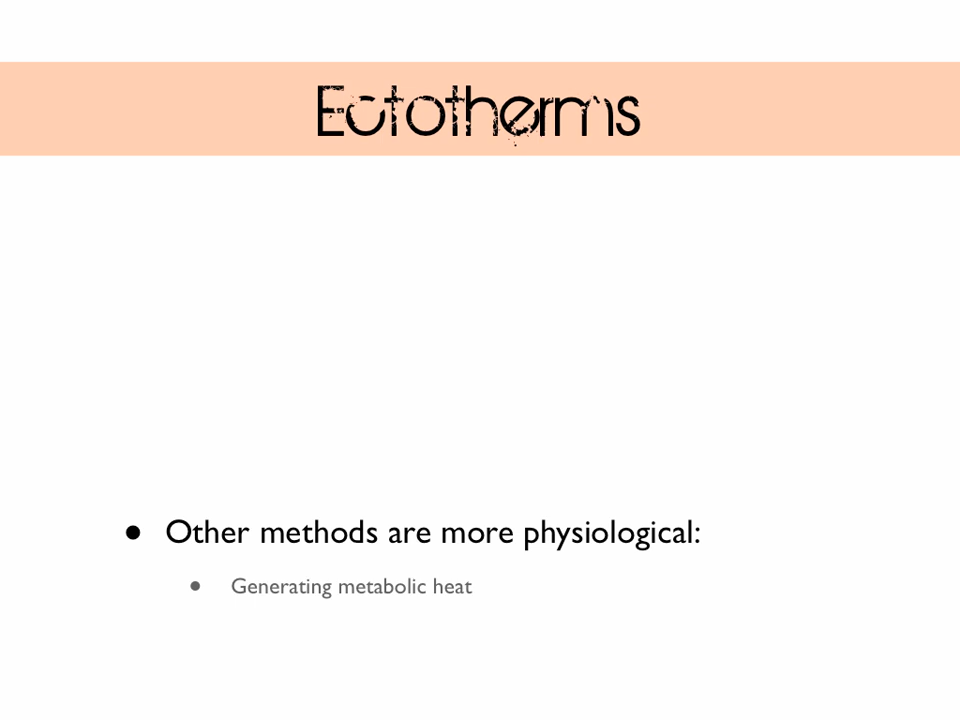 Ectotherms
• Other methods are more physiological:
• Generating metabolic heat